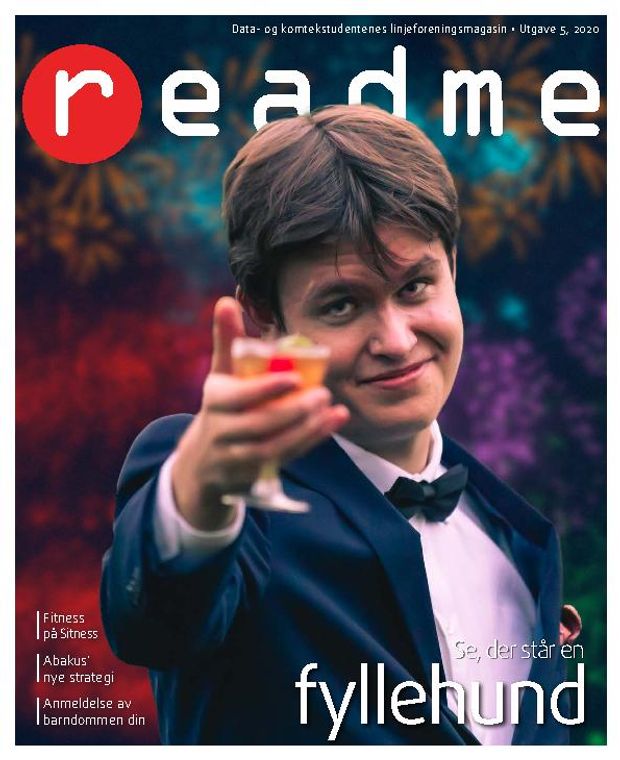 Data- og komtekstudentenes linjeforeningsmagasin • Utgave 5, 2020
readme
Fitness
på Sitness
Abakus'
nye strategi
Anmeldelse av
barndommen din
Se, der står en
fyllehund